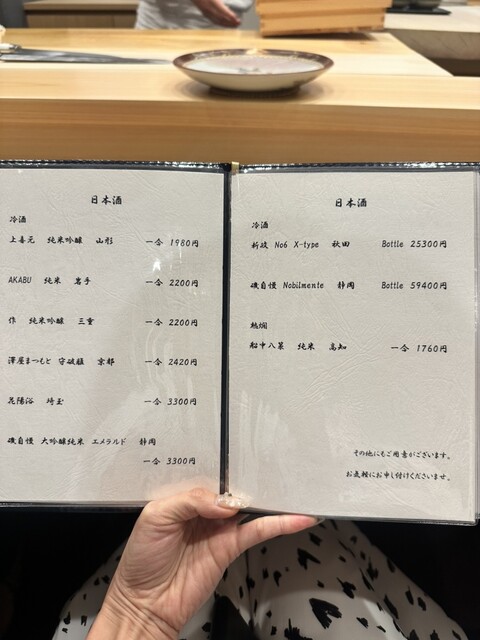 日本酒
冷酒
上喜元 純米吟醸 山形 一合 1980円
AKABU 純米 岩手 一合 2200円
作 純米吟醸 三重 一合 2200円
澤屋まつもと 守破離 京都 一合 2420円
花陽浴 埼玉 一合 3300円
磯自慢 大吟醸純米 エメラルド 静岡
一合 3300円
日本酒
冷酒
新政 No6 X-type 秋田 Bottle 25300円
磯自慢 Nobilmente 静岡 Bottle 59400円
熱燗
船中八策 純米 高知 一合 1760円
その他にもご用意がございます。
お気軽にお申し付けくださいませ。